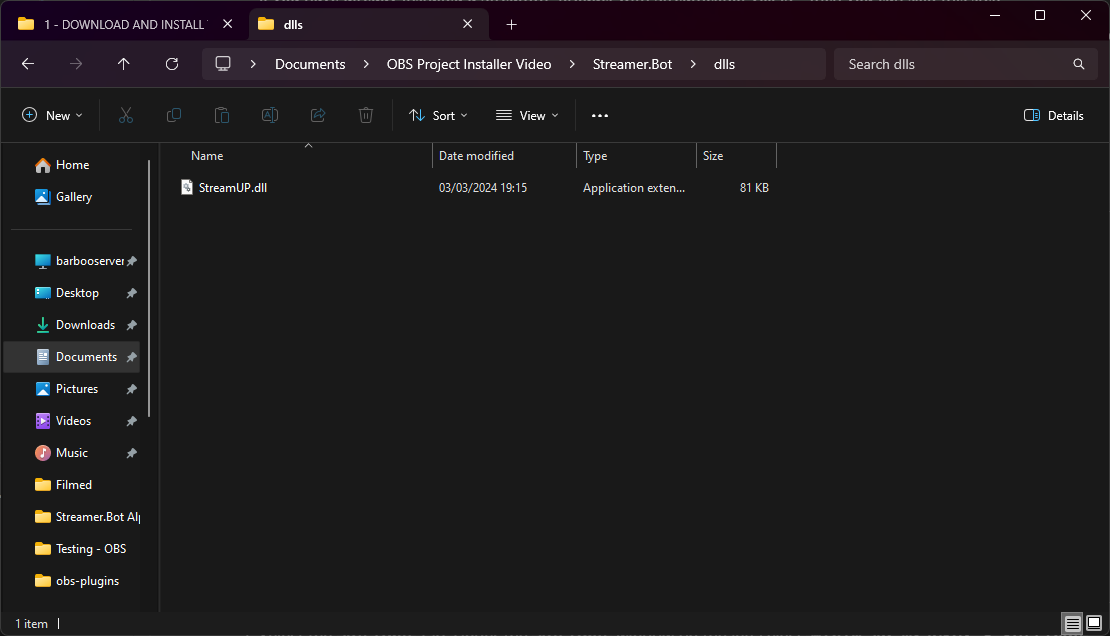 1 - DOWNLOAD AND INSTALL
dlls
Documents > OBS Project Installer Video > Streamer.Bot > dlls
Search dlls
New
Sort
View
Details
Name
Date modified
Type
Size
StreamUP.dll
03/03/2024 19:15
Application exten...
81 KB
Home
Gallery
barbooserver
Desktop
Downloads
Documents
Pictures
Videos
Music
Filmed
Streamer.Bot Alp
Testing - OBS
obs-plugins
1 item